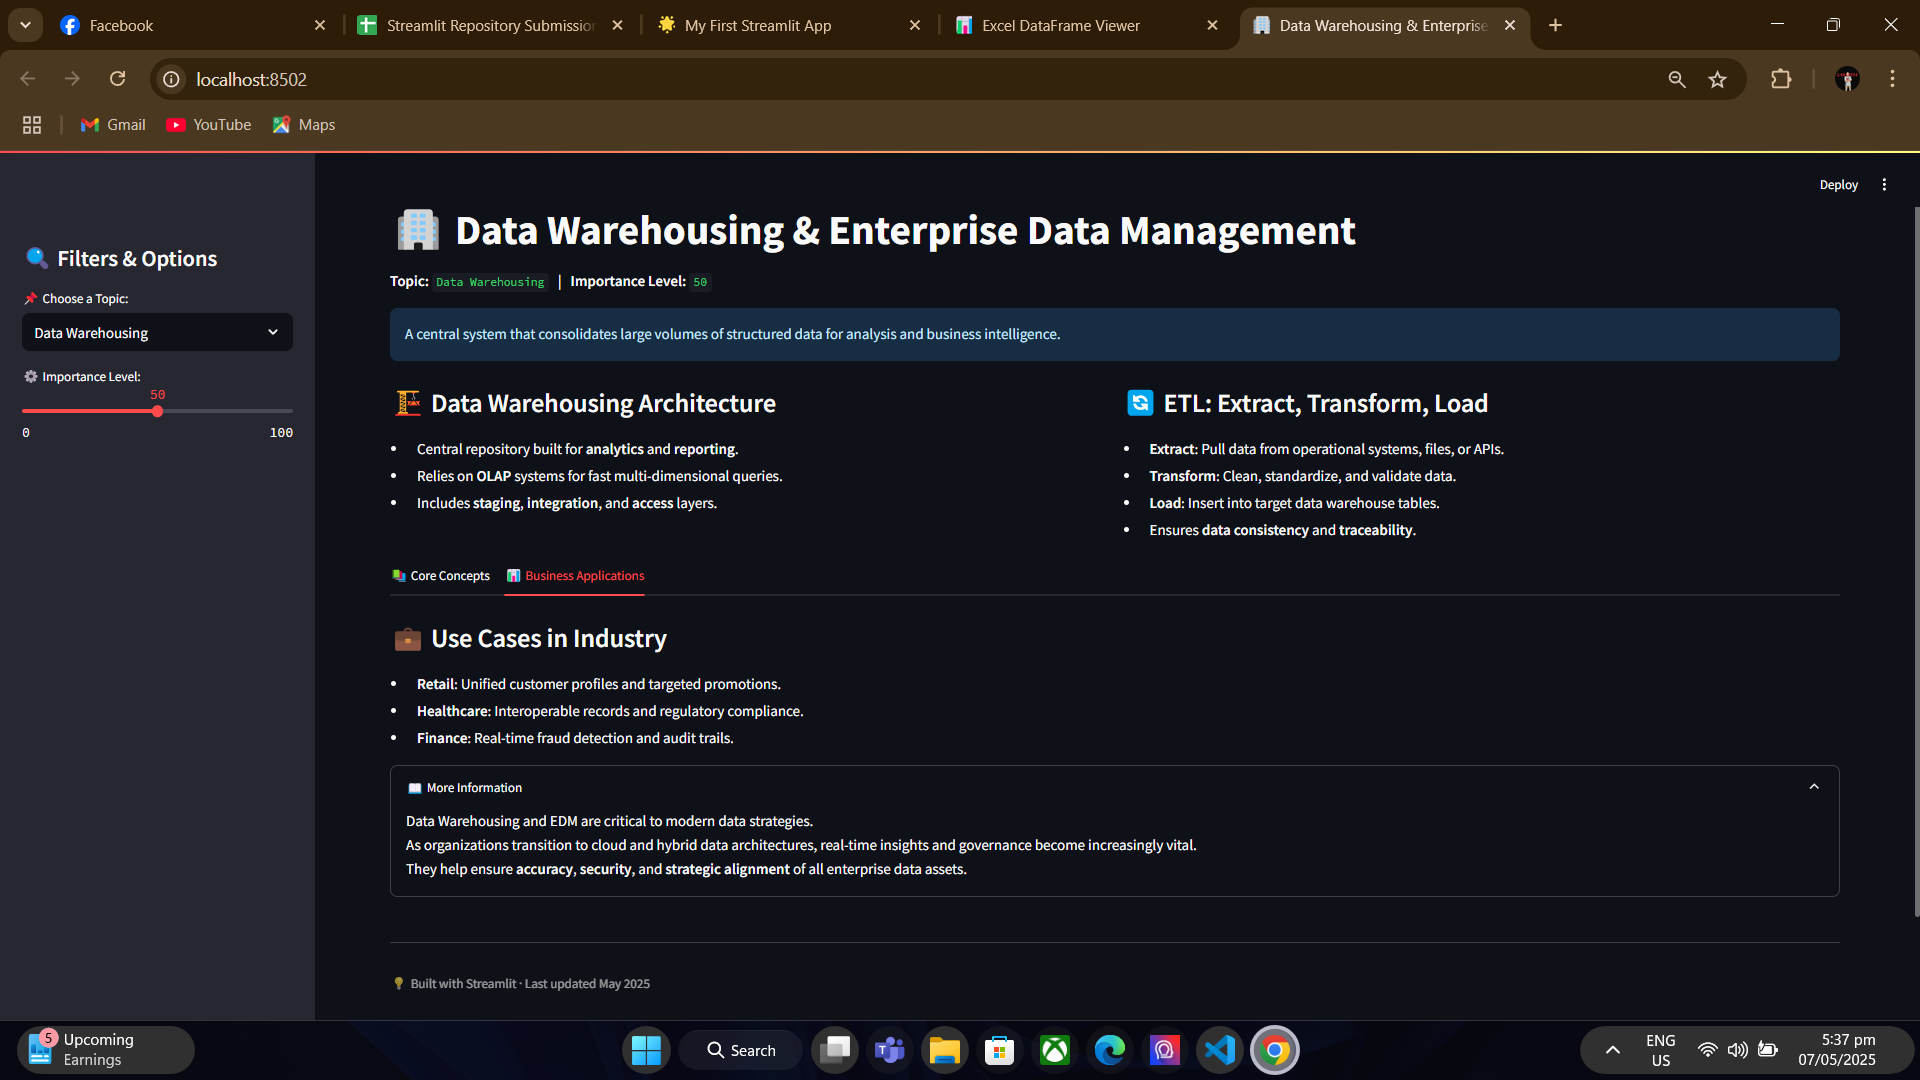 Facebook
Streamlit Repository Submission
My First Streamlit App
Excel DataFrame Viewer
Data Warehousing & Enterprise
localhost:8502
Gmail
YouTube
Maps
Deploy
Filters & Options
Choose a Topic:
Data Warehousing
Importance Level:
50
0
100
Data Warehousing & Enterprise Data Management
Topic: Data Warehousing | Importance Level: 50
A central system that consolidates large volumes of structured data for analysis and business intelligence.
Data Warehousing Architecture
• Central repository built for analytics and reporting.
• Relies on OLAP systems for fast multi-dimensional queries.
• Includes staging, integration, and access layers.
ETL: Extract, Transform, Load
• Extract: Pull data from operational systems, files, or APIs.
• Transform: Clean, standardize, and validate data.
• Load: Insert into target data warehouse tables.
• Ensures data consistency and traceability.
Core Concepts
Business Applications
Use Cases in Industry
• Retail: Unified customer profiles and targeted promotions.
• Healthcare: Interoperable records and regulatory compliance.
• Finance: Real-time fraud detection and audit trails.
More Information
Data Warehousing and EDM are critical to modern data strategies.
As organizations transition to cloud and hybrid data architectures, real-time insights and governance become increasingly vital.
They help ensure accuracy, security, and strategic alignment of all enterprise data assets.
Built with Streamlit · Last updated May 2025
5
Upcoming
Earnings
Search
ENG
US
5:37 pm
07/05/2025